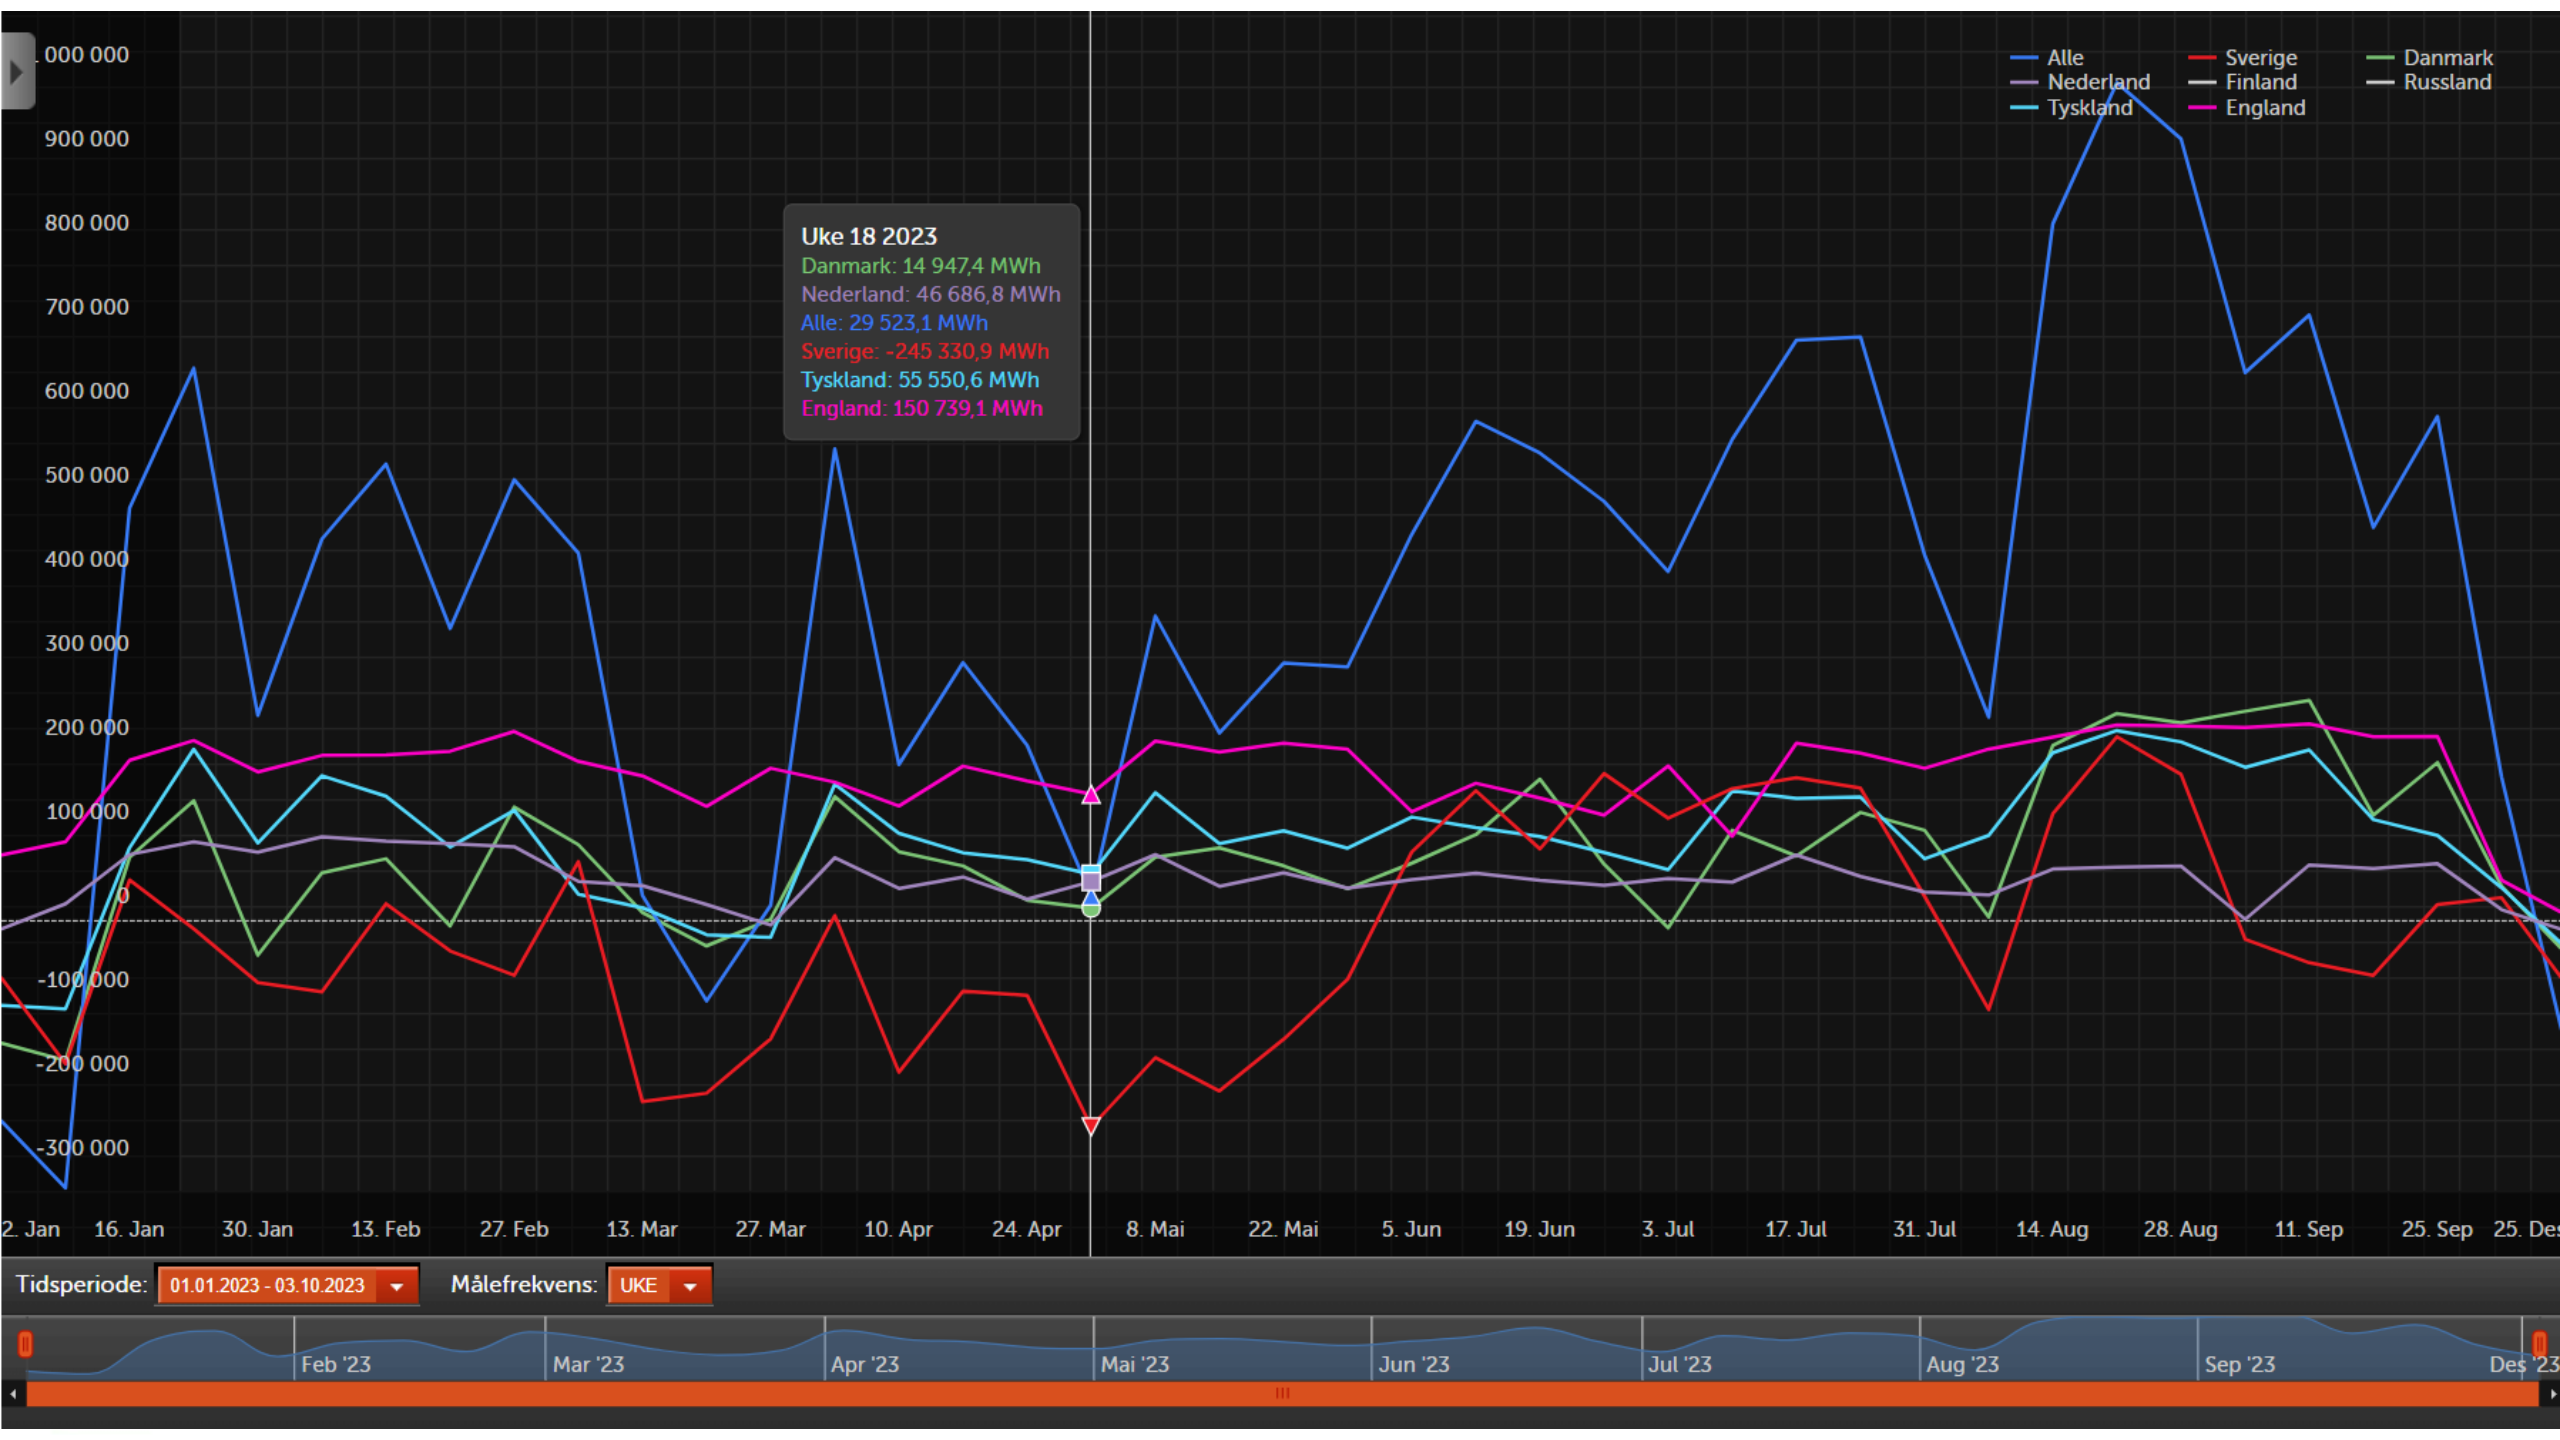 000 000
900 000
800 000
700 000
600 000
500 000
400 000
300 000
200 000
100 000
0
-100 000
-200 000
-300 000
Alle Sverige Danmark
Nederland Finland Russland
Tyskland England
Uke 18 2023
Danmark: 14 947,4 MWh
Nederland: 46 686,8 MWh
Alle: 29 523,1 MWh
Sverige: -245 330,9 MWh
Tyskland: 55 550,6 MWh
England: 150 739,1 MWh
2. Jan 16. Jan 30. Jan 13. Feb 27. Feb 13. Mar 27. Mar 10. Apr 24. Apr 8. Mai 22. Mai 5. Jun 19. Jun 3. Jul 17. Jul 31. Jul 14. Aug 28. Aug 11. Sep 25. Sep 25. Des
Tidsperiode: 01.01.2023 - 03.10.2023 Målefrekvens: UKE
Feb '23 Mar '23 Apr '23 Mai '23 Jun '23 Jul '23 Aug '23 Sep '23 Des '23